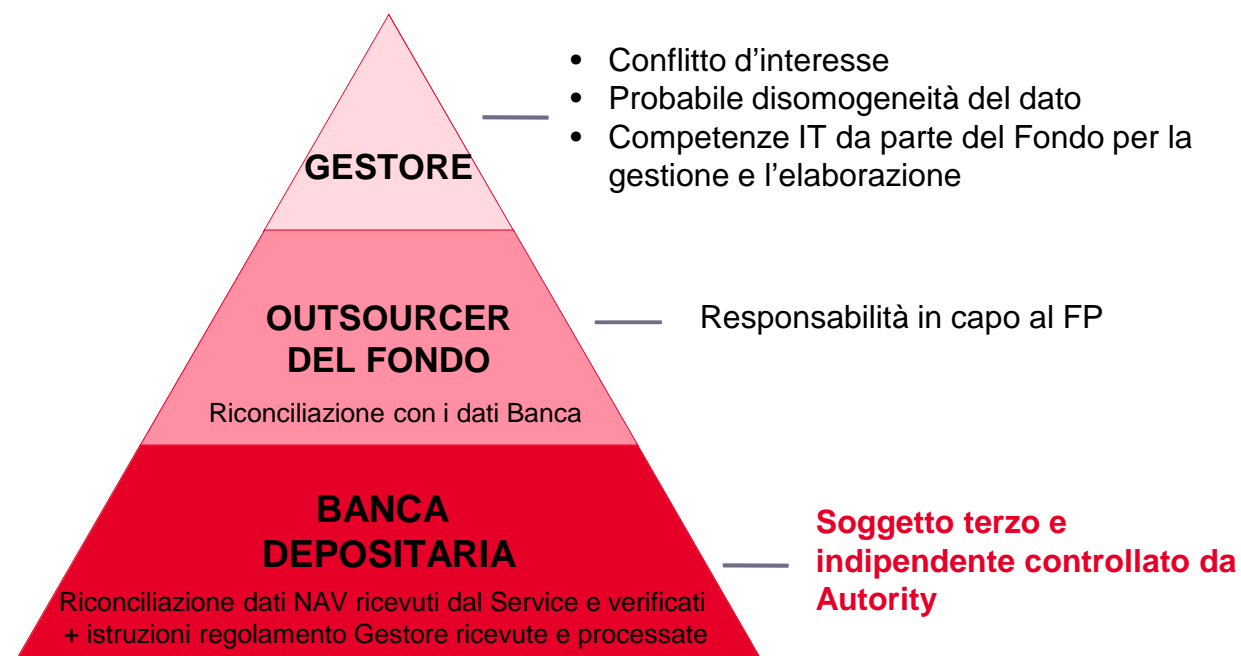 • Conflitto d’interesse
• Probabile disomogeneità del dato
• Competenze IT da parte del Fondo per la
gestione e l’elaborazione
GESTORE
OUTSOURCER
DEL FONDO
Riconciliazione con i dati Banca
Responsabilità in capo al FP
BANCA
DEPOSITARIA
Riconciliazione dati NAV ricevuti dal Service e verificati
+ istruzioni regolamento Gestore ricevute e processate
Soggetto terzo e
indipendente controllato da
Autority